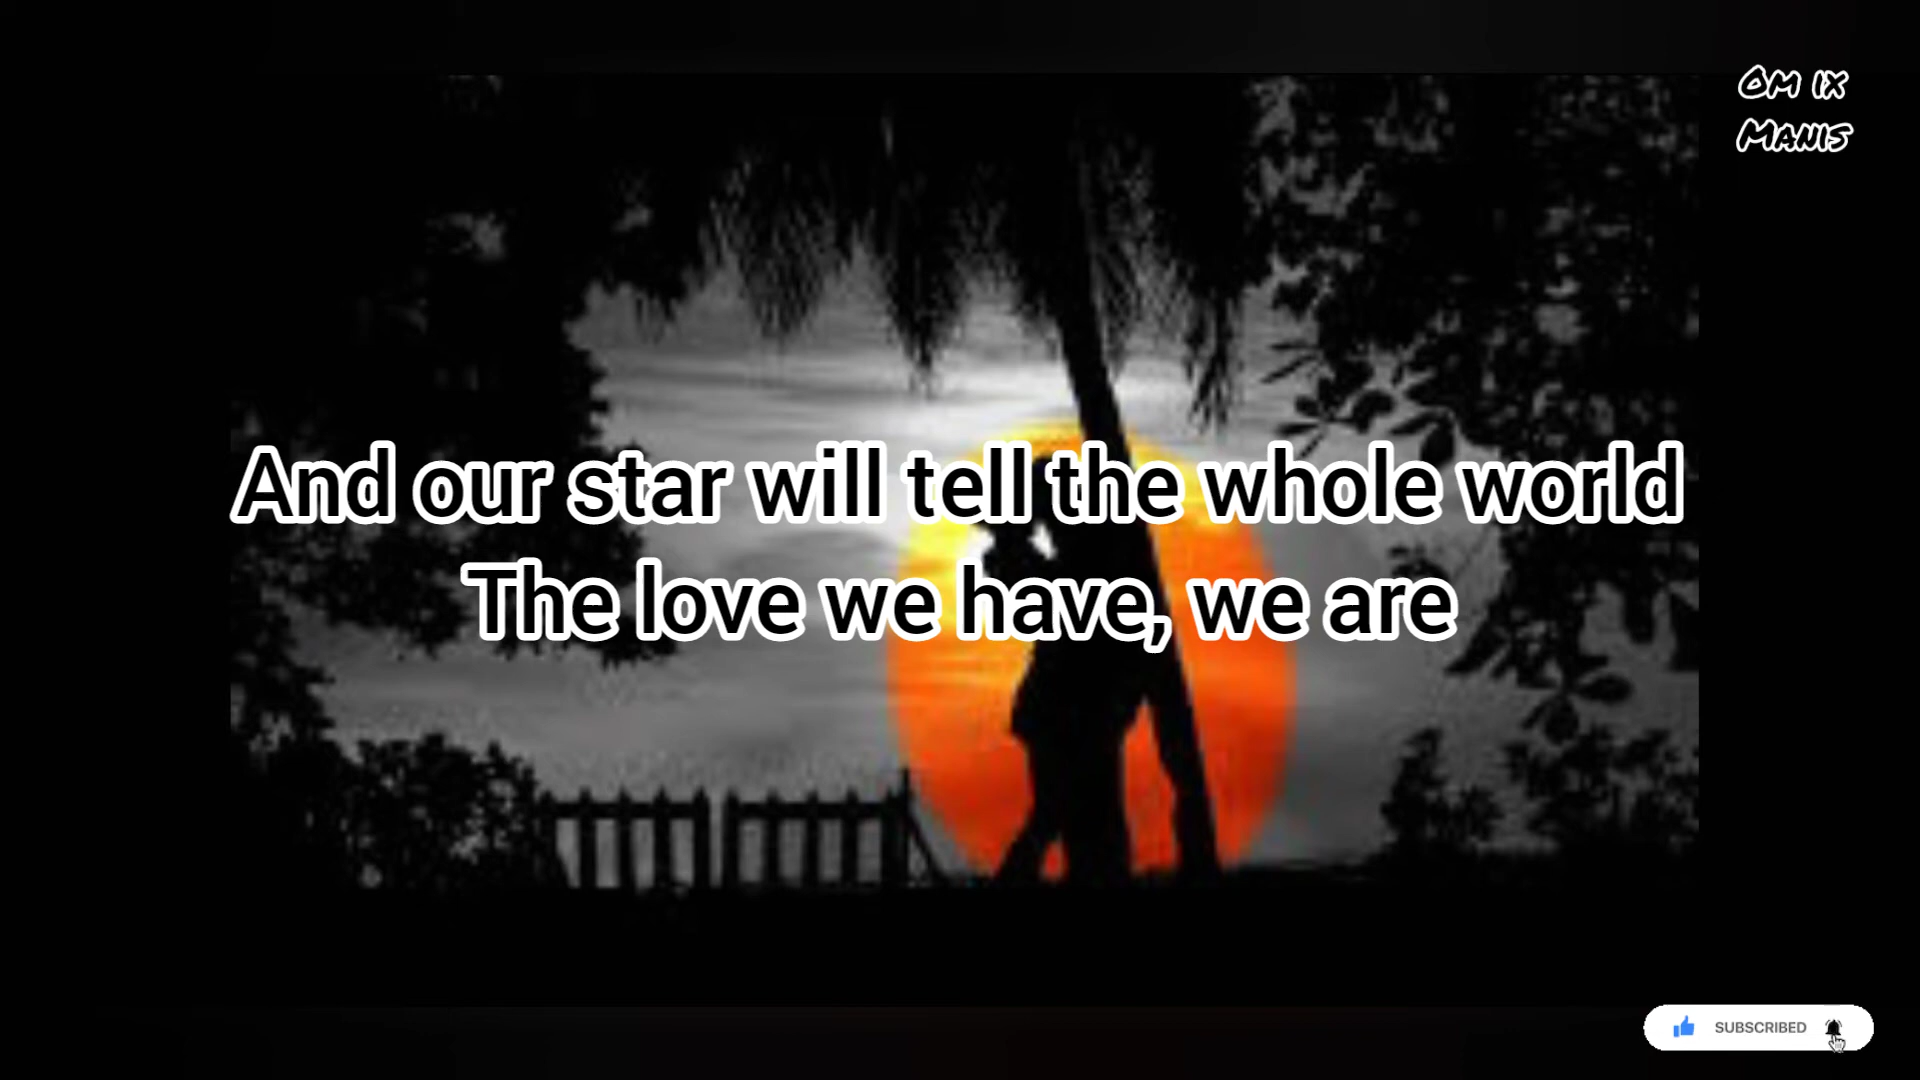 Om ix
Manis
And our star will tell the whole world
The love we have, we are
SUBSCRIBED